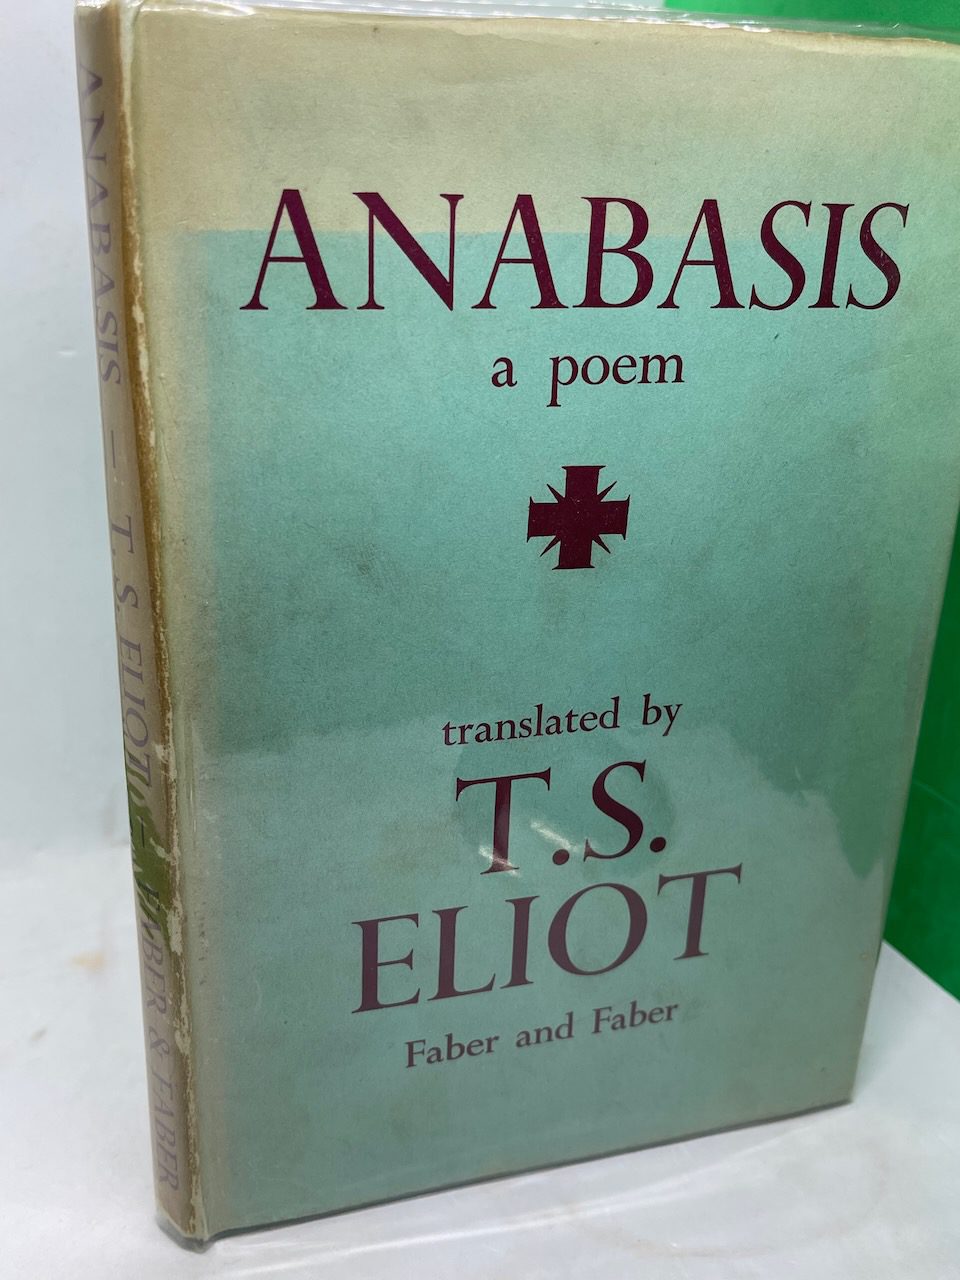 ANABASIS
a poem
translated by
T.S.
ELIOT
Faber and Faber
ANABASIS — T. S. ELIOT — FABER & FABER